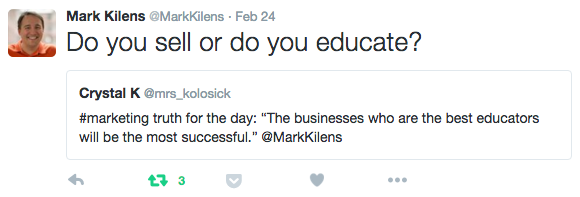 Mark Kilens @MarkKilens · Feb 24
Do you sell or do you educate?
Crystal K @mrs_kolosick
#marketing truth for the day: “The businesses who are the best educators
will be the most successful.” @MarkKilens
3